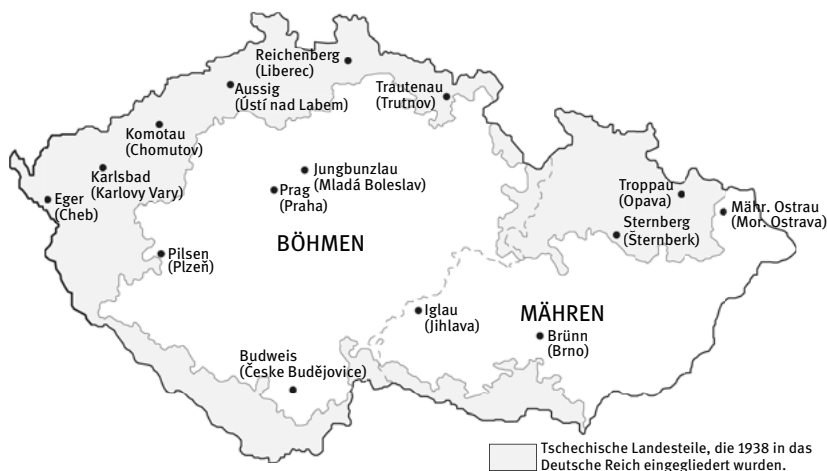 Reichenberg
(Liberec)
Aussig
(Ústí nad Labem)
Trautenau
(Trutnov)
Komotau
(Chomutov)
Karlsbad
(Karlovy Vary)
Eger
(Cheb)
Jungbunzlau
(Mladá Boleslav)
Prag
(Praha)
Troppau
(Opava)
Mähr. Ostrau
(Mor. Ostrava)
Sternberg
(Šternberk)
BÖHMEN
Pilsen
(Plzeň)
MÄHREN
Iglau
(Jihlava)
Brünn
(Brno)
Budweis
(Česke Budějovice)
Tschechische Landesteile, die 1938 in das
Deutsche Reich eingegliedert wurden.